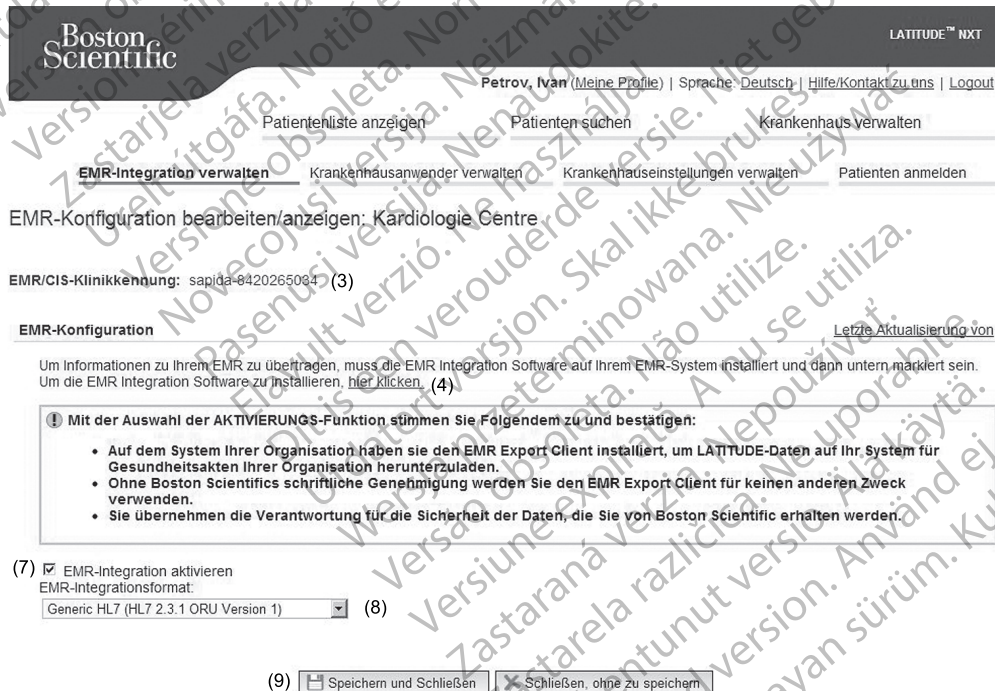 Boston
Scientific
LATITUDE™ NXT
Petrov, Ivan (Meine Profile) | Sprache: Deutsch | Hilfe/Kontakt zu uns | Logout
Patientenliste anzeigen Patienten suchen Krankenhaus verwalten
EMR-Integration verwalten Krankenhausanwender verwalten Krankenhauseinstellungen verwalten Patienten anmelden
EMR-Konfiguration bearbeiten/anzeigen: Kardiologie Centre
EMR/CIS-Klinikkennung: sapida-8420265034 (3)
EMR-Konfiguration Letzte Aktualisierung von
Um Informationen zu Ihrem EMR zu übertragen, muss die EMR Integration Software auf Ihrem EMR-System installiert und dann untern markiert sein.
Um die EMR Integration Software zu installieren, hier klicken. (4)
Mit der Auswahl der AKTIVIERUNGS-Funktion stimmen Sie Folgendem zu und bestätigen:
• Auf dem System Ihrer Organisation haben sie den EMR Export Client installiert, um LATITUDE-Daten auf Ihr System für
Gesundheitsakten Ihrer Organisation herunterzuladen.
• Ohne Boston Scientifics schriftliche Genehmigung werden Sie den EMR Export Client für keinen anderen Zweck
verwenden.
• Sie übernehmen die Verantwortung für die Sicherheit der Daten, die Sie von Boston Scientific erhalten werden.
(7) EMR-Integration aktivieren
EMR-Integrationsformat:
Generic HL7 (HL7 2.3.1 ORU Version 1) (8)
(9) Speichern und Schließen Schließen, ohne zu speichern